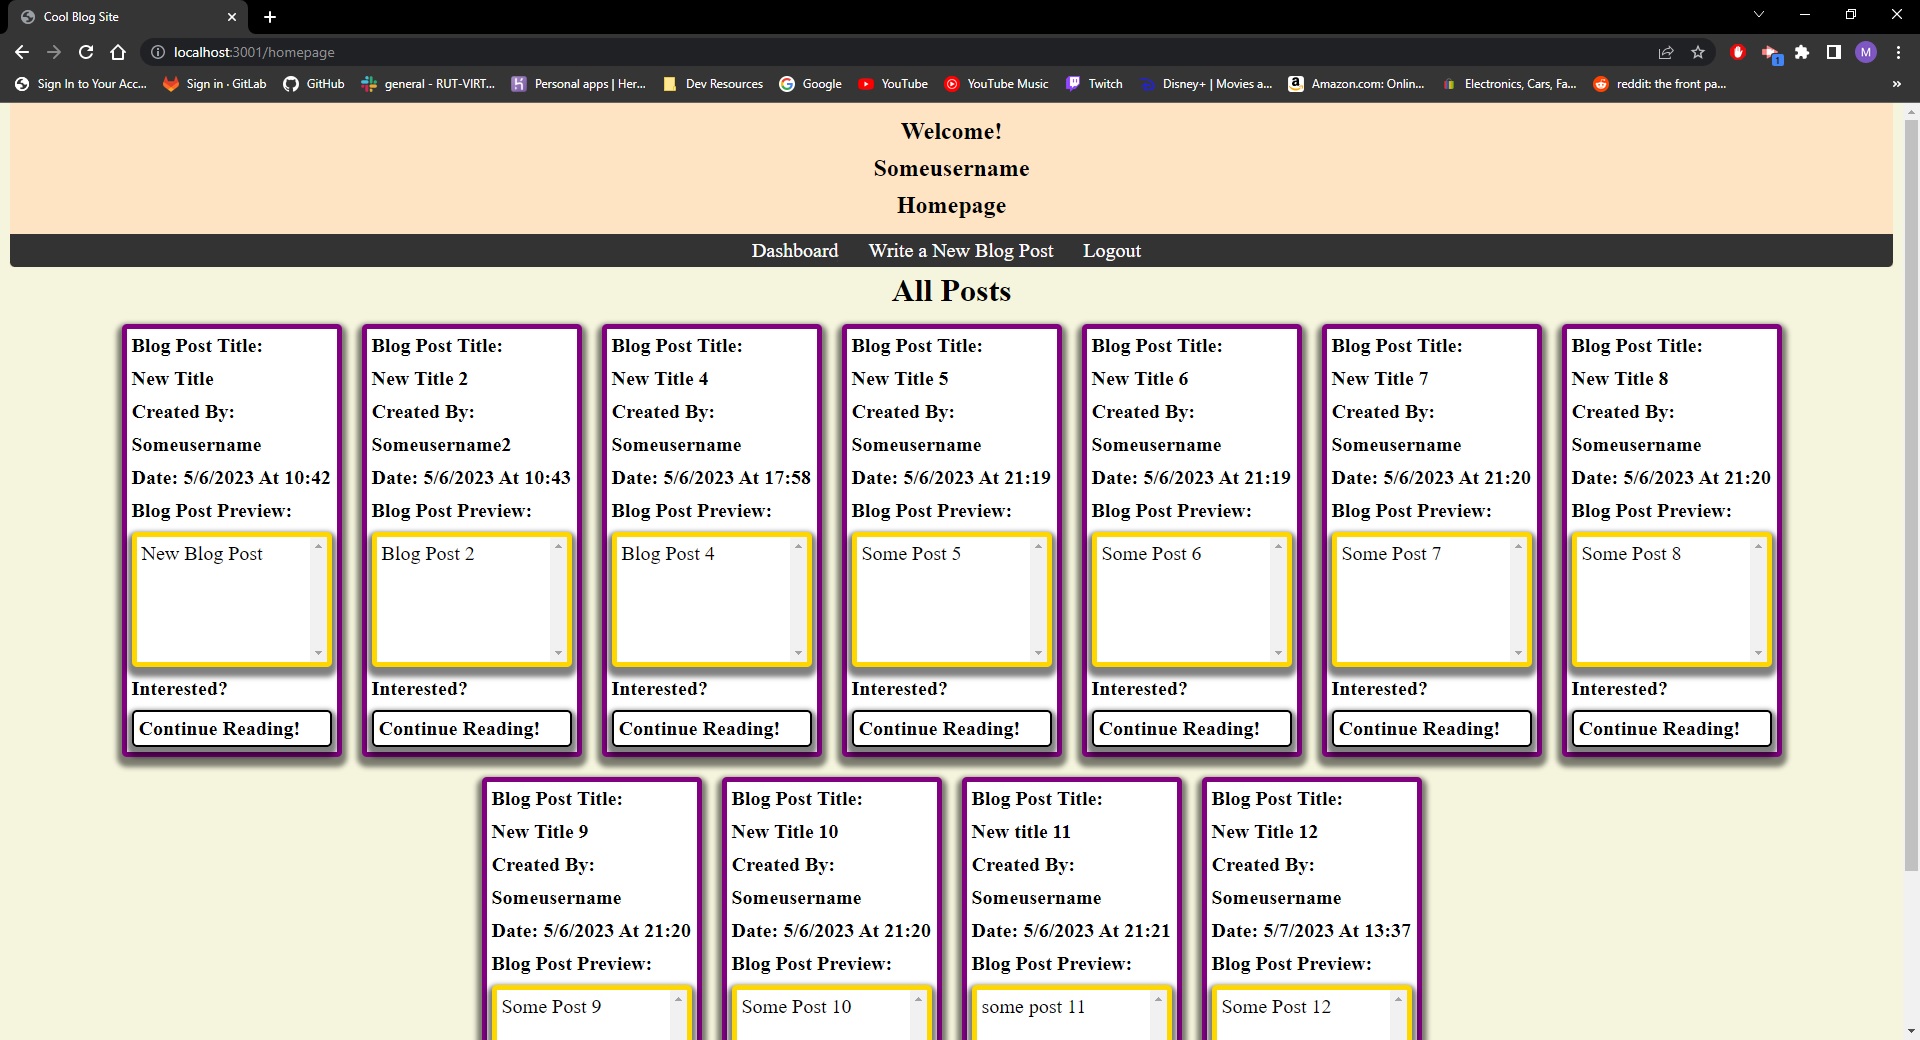 Cool Blog Site
localhost:3001/homepage
M
1
Sign In to Your Acc...
Sign in · GitLab
GitHub
general - RUT-VIRT...
Personal apps | Her...
Dev Resources
Google
YouTube
YouTube Music
Twitch
Disney+ | Movies a...
Amazon.com: Onlin...
Electronics, Cars, Fa...
reddit: the front pa...
»
Welcome!
Someusername
Homepage
Dashboard Write a New Blog Post Logout
All Posts
Blog Post Title:
New Title
Created By:
Someusername
Date: 5/6/2023 At 10:42
Blog Post Preview:
New Blog Post
Interested?
Continue Reading!
Blog Post Title:
New Title 2
Created By:
Someusername2
Date: 5/6/2023 At 10:43
Blog Post Preview:
Blog Post 2
Interested?
Continue Reading!
Blog Post Title:
New Title 4
Created By:
Someusername
Date: 5/6/2023 At 17:58
Blog Post Preview:
Blog Post 4
Interested?
Continue Reading!
Blog Post Title:
New Title 5
Created By:
Someusername
Date: 5/6/2023 At 21:19
Blog Post Preview:
Some Post 5
Interested?
Continue Reading!
Blog Post Title:
New Title 6
Created By:
Someusername
Date: 5/6/2023 At 21:19
Blog Post Preview:
Some Post 6
Interested?
Continue Reading!
Blog Post Title:
New Title 7
Created By:
Someusername
Date: 5/6/2023 At 21:20
Blog Post Preview:
Some Post 7
Interested?
Continue Reading!
Blog Post Title:
New Title 8
Created By:
Someusername
Date: 5/6/2023 At 21:20
Blog Post Preview:
Some Post 8
Interested?
Continue Reading!
Blog Post Title:
New Title 9
Created By:
Someusername
Date: 5/6/2023 At 21:20
Blog Post Preview:
Some Post 9
Blog Post Title:
New Title 10
Created By:
Someusername
Date: 5/6/2023 At 21:20
Blog Post Preview:
Some Post 10
Blog Post Title:
New title 11
Created By:
Someusername
Date: 5/6/2023 At 21:21
Blog Post Preview:
some post 11
Blog Post Title:
New Title 12
Created By:
Someusername
Date: 5/7/2023 At 13:37
Blog Post Preview:
Some Post 12